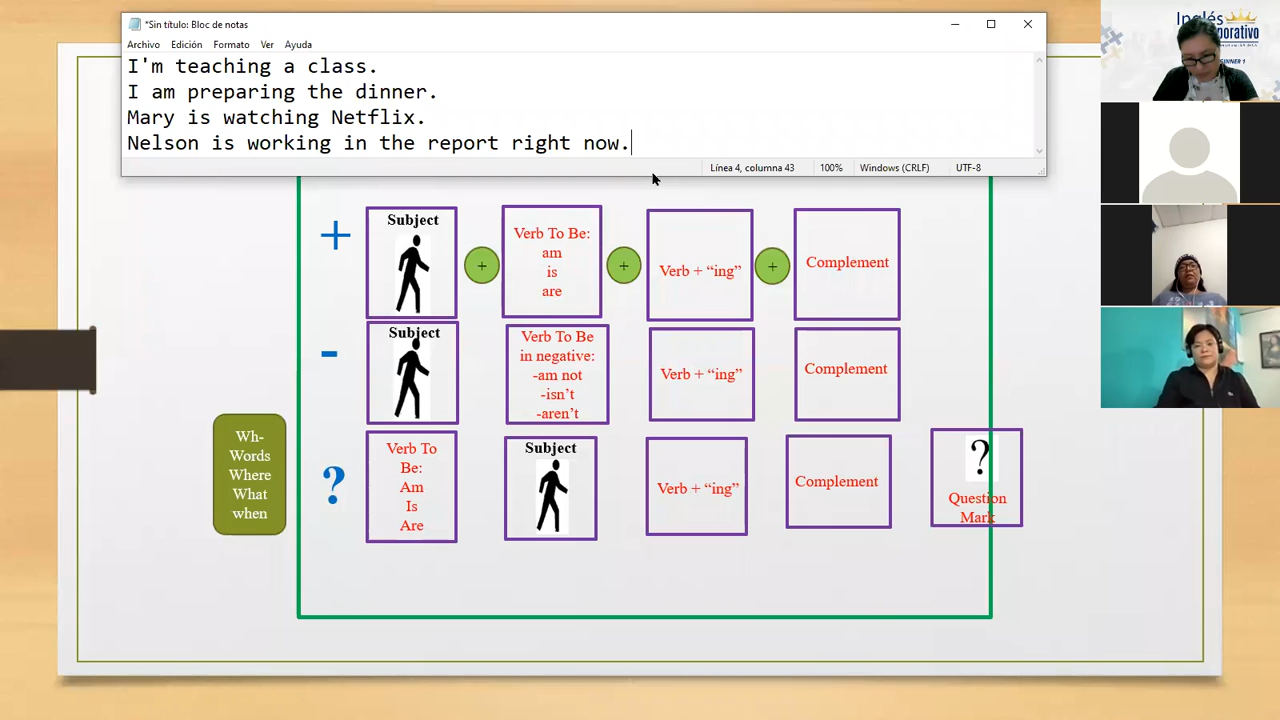 *Sin título: Bloc de notas
Archivo Edición Formato Ver Ayuda
I'm teaching a class.
I am preparing the dinner.
Mary is watching Netflix.
Nelson is working in the report right now.
Línea 4, columna 43 100% Windows (CRLF) UTF-8
+
Subject
+
Verb To Be:
am
is
are
+
Verb + “ing”
+
Complement
-
Subject
Verb To Be
in negative:
-am not
-isn’t
-aren’t
Verb + “ing”
Complement
Wh-
Words
Where
What
when
?
Verb To
Be:
Am
Is
Are
Subject
Verb + “ing”
Complement
?
Question
Mark
Inglés